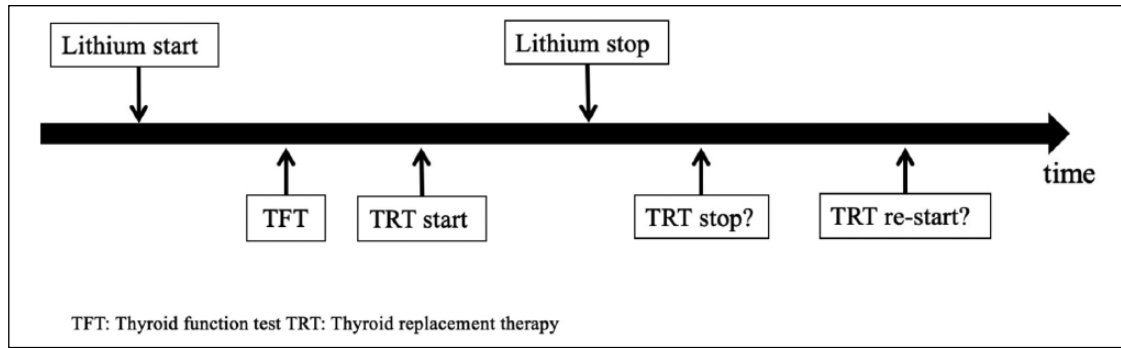 Lithium start
Lithium stop
time
TFT
TRT start
TRT stop?
TRT re-start?
TFT: Thyroid function test TRT: Thyroid replacement therapy